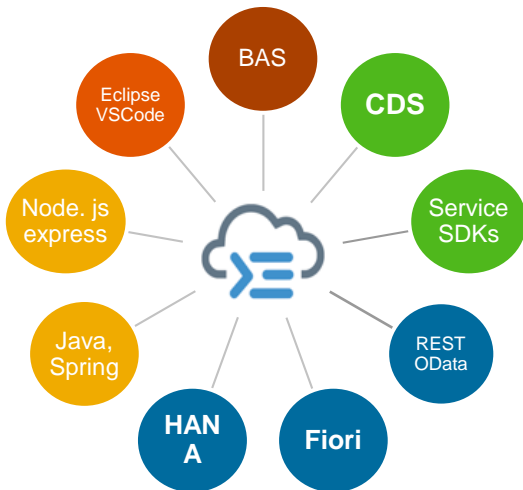 BAS
Eclipse
VSCode
CDS
Node. js
express
Service
SDKs
Java,
Spring
REST
OData
HAN
A
Fiori